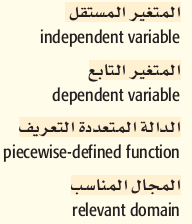 المتغير المستقل
independent variable
المتغير التابع
dependent variable
الدالة المتعددة التعريف
piecewise-defined function
المجال المناسب
relevant domain